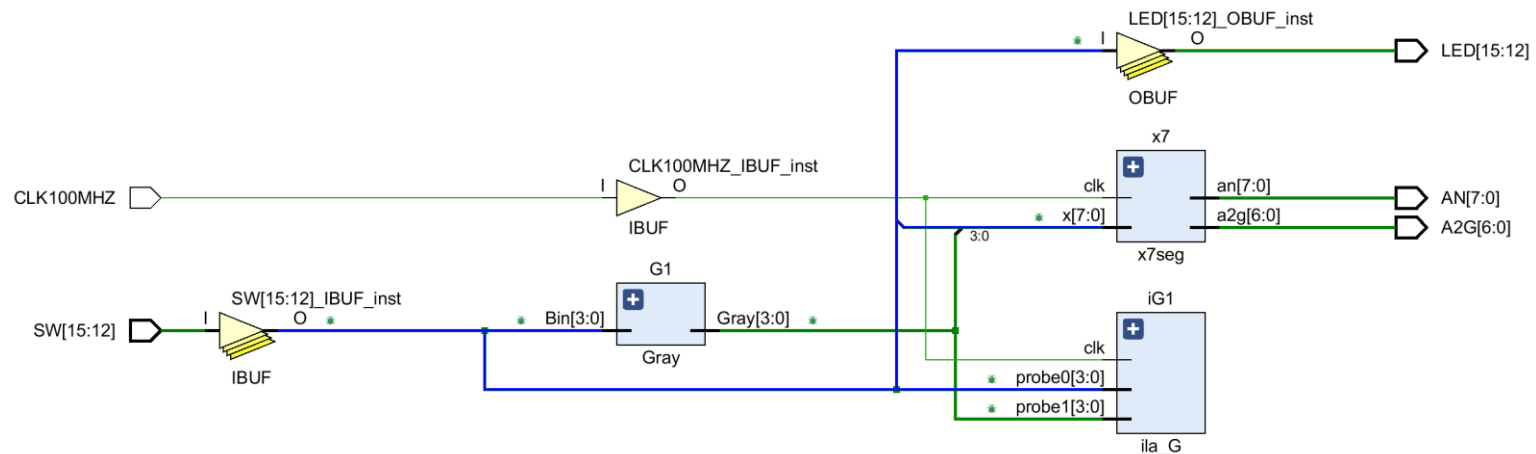 LED[15:12]_OBUF_inst
I
O
LED[15:12]
OBUF
x7
CLK100MHZ_IBUF_inst
CLK100MHZ
I
O
IBUF
clk
an[7:0]
AN[7:0]
x[7:0]
a2g[6:0]
A2G[6:0]
3:0
x7seg
G1
SW[15:12]_IBUF_inst
SW[15:12]
I
O
IBUF
Bin[3:0]
Gray[3:0]
Gray
iG1
clk
probe0[3:0]
probe1[3:0]
ila_G